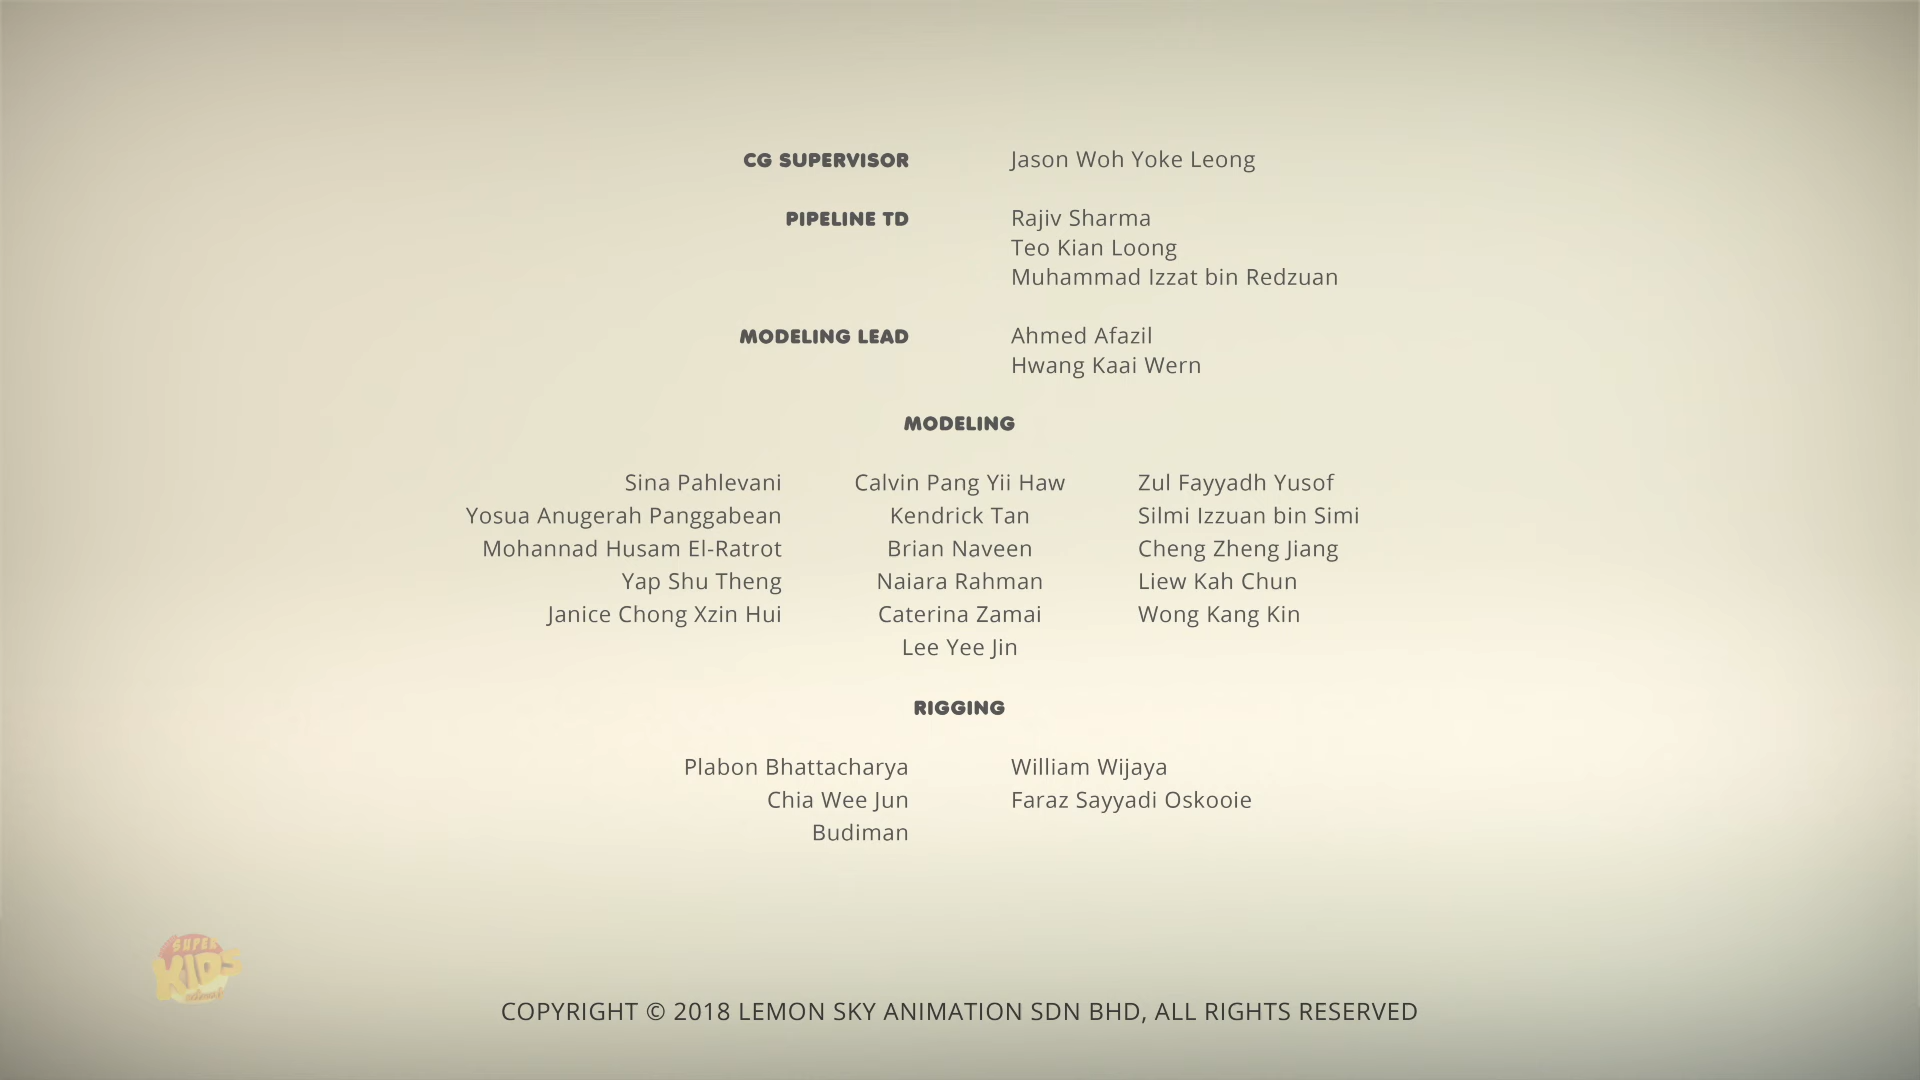 CG SUPERVISOR Jason Woh Yoke Leong
PIPELINE TD Rajiv Sharma
Teo Kian Loong
Muhammad Izzat bin Redzuan
MODELING LEAD Ahmed Afazil
Hwang Kaai Wern
MODELING
Sina Pahlevani Calvin Pang Yii Haw Zul Fayyadh Yusof
Yosua Anugerah Panggabean Kendrick Tan Silmi Izzuan bin Simi
Mohannad Husam El-Ratrot Brian Naveen Cheng Zheng Jiang
Yap Shu Theng Naiara Rahman Liew Kah Chun
Janice Chong Xzin Hui Caterina Zamai Wong Kang Kin
Lee Yee Jin
RIGGING
Plabon Bhattacharya William Wijaya
Chia Wee Jun Faraz Sayyadi Oskooie
Budiman
SUPER
KIDS
COPYRIGHT © 2018 LEMON SKY ANIMATION SDN BHD, ALL RIGHTS RESERVED